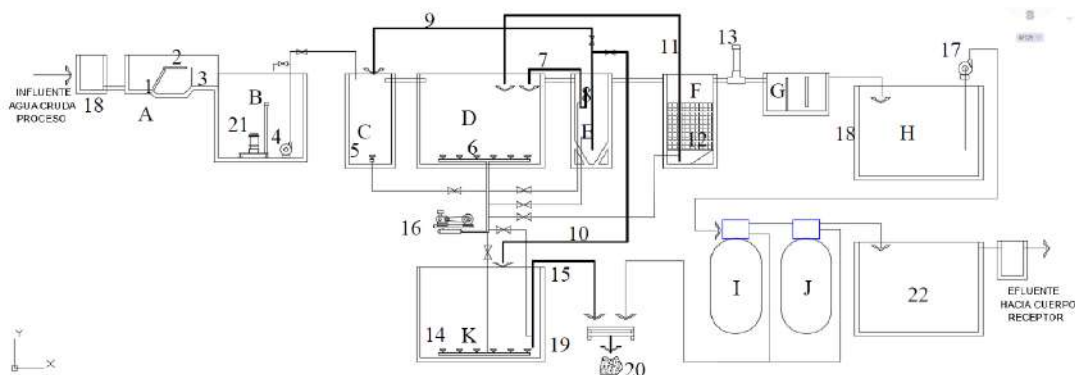 9
13
17
2
11
7
3
B
8
F
INFLUENTE
AGUA CRUDA
PROCESO
18
A
21
4
C
D
E
12
G
18
H
5
6
16
10
15
I
J
22
EFLUENTE
HACIA CUERPO
RECEPTOR
14
K
19
20
Y
X